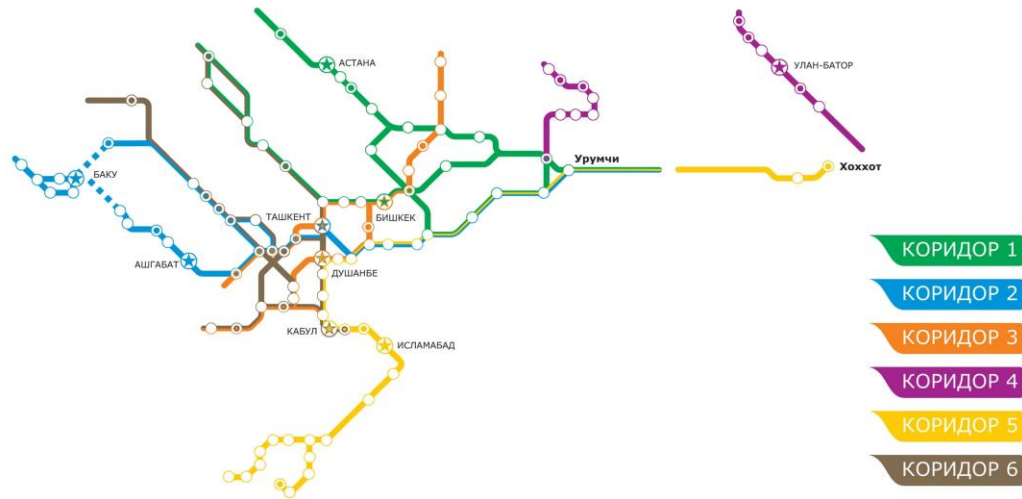 АСТАНА
УЛАН-БАТОР
Урумчи
Хоххот
БАКУ
ТАШКЕНТ
БИШКЕК
АШГАБАТ
ДУШАНБЕ
КАБУЛ
ИСЛАМАБАД
КОРИДОР 1
КОРИДОР 2
КОРИДОР 3
КОРИДОР 4
КОРИДОР 5
КОРИДОР 6